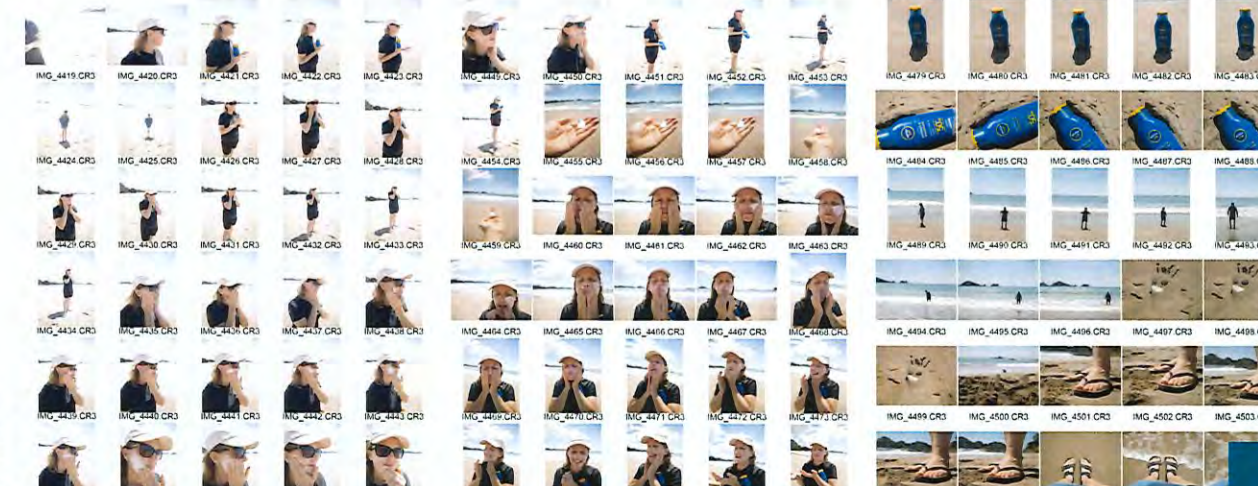 IMG_4419.CR3 IMG_4420.CR3 IMG_4421.CR3 IMG_4422.CR3 IMG_4423.CR3
IMG_4424.CR3 IMG_4425.CR3 IMG_4426.CR3 IMG_4427.CR3 IMG_4428.CR3
IMG_4429.CR3 IMG_4430.CR3 IMG_4431.CR3 IMG_4432.CR3 IMG_4433.CR3
IMG_4434.CR3 IMG_4435.CR3 IMG_4436.CR3 IMG_4437.CR3 IMG_4438.CR3
IMG_4439.CR3 IMG_4440.CR3 IMG_4441.CR3 IMG_4442.CR3 IMG_4443.CR3
IMG_4449.CR3 IMG_4450.CR3 IMG_4451.CR3 IMG_4452.CR3 IMG_4453.CR3
IMG_4454.CR3 IMG_4455.CR3 IMG_4456.CR3 IMG_4457.CR3 IMG_4458.CR3
IMG_4459.CR3 IMG_4460.CR3 IMG_4461.CR3 IMG_4462.CR3 IMG_4463.CR3
IMG_4464.CR3 IMG_4465.CR3 IMG_4466.CR3 IMG_4467.CR3 IMG_4468.CR3
IMG_4469.CR3 IMG_4470.CR3 IMG_4471.CR3 IMG_4472.CR3 IMG_4473.CR3
IMG_4479.CR3 IMG_4480.CR3 IMG_4481.CR3 IMG_4482.CR3 IMG_4483.
IMG_4484.CR3 IMG_4485.CR3 IMG_4486.CR3 IMG_4487.CR3 IMG_4488.
IMG_4489.CR3 IMG_4490.CR3 IMG_4491.CR3 IMG_4492.CR3 IMG_4493.
IMG_4494.CR3 IMG_4495.CR3 IMG_4496.CR3 IMG_4497.CR3 IMG_4498.
IMG_4499.CR3 IMG_4500.CR3 IMG_4501.CR3 IMG_4502.CR3 IMG_4503.